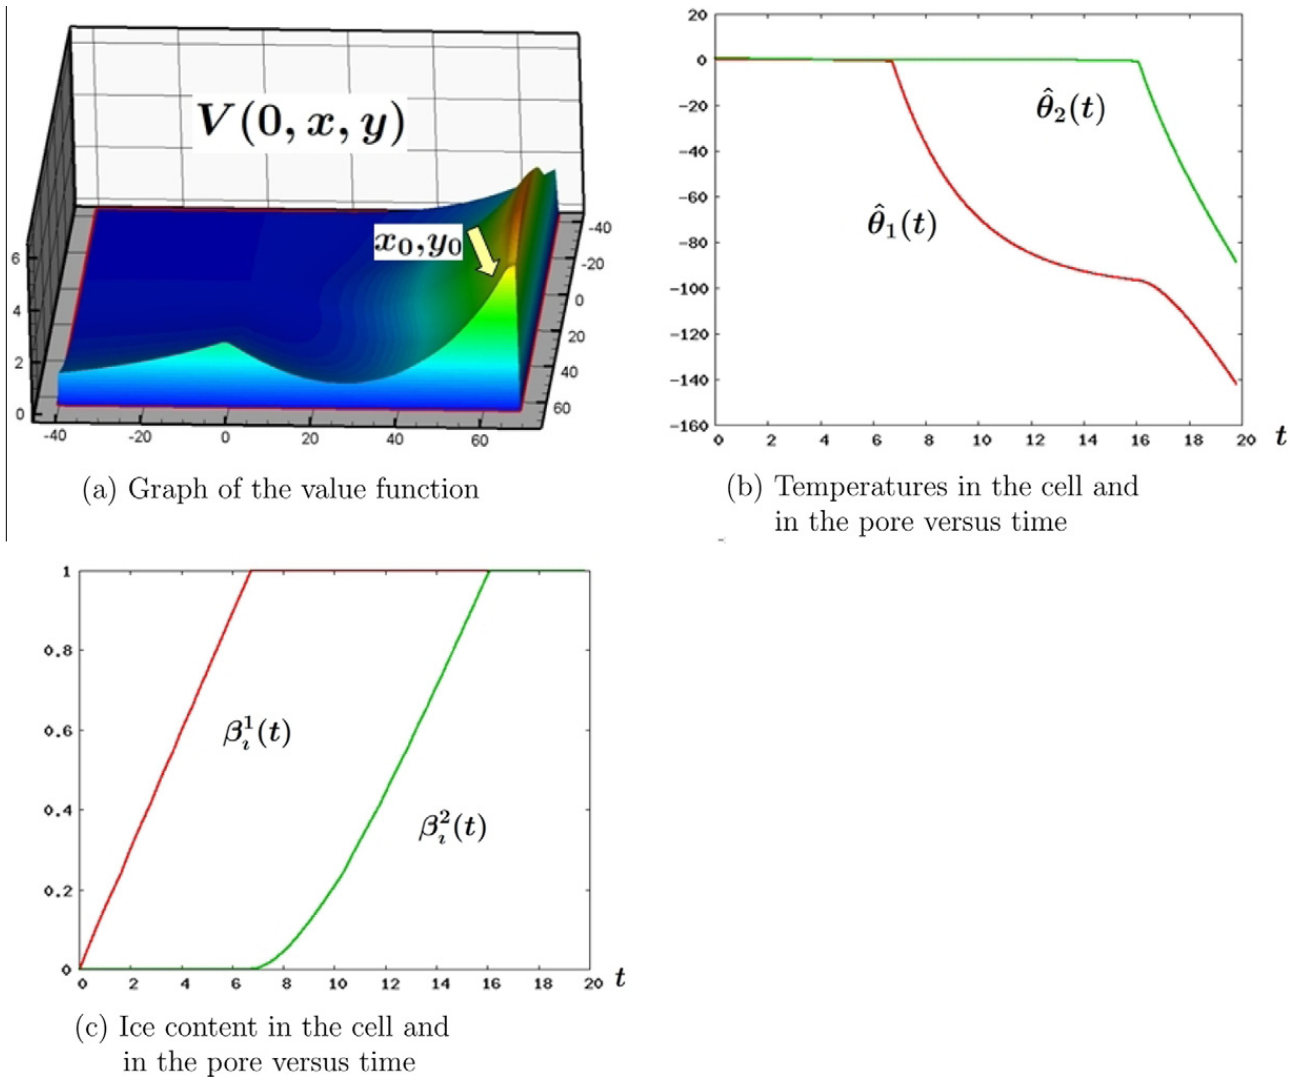 V(0, x, y)
x₀,y₀
6
4
2
0
-40
-20
0
20
40
60
-40
-20
0
20
40
60
(a) Graph of the value function
20
0
-20
-40
-60
-80
-100
-120
-140
-160
0 2 4 6 8 10 12 14 16 18 20 t
θ̂₂(t)
θ̂₁(t)
(b) Temperatures in the cell and
in the pore versus time
1
0.8
0.6
0.4
0.2
0
0 2 4 6 8 10 12 14 16 18 20 t
βᵢ¹(t)
βᵢ²(t)
(c) Ice content in the cell and
in the pore versus time